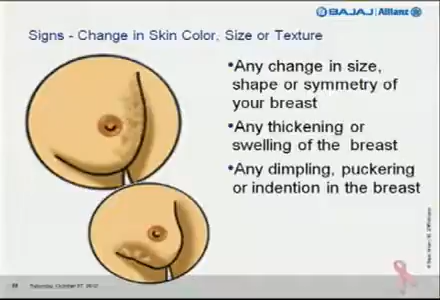 BAJAJ | Allianz
Signs - Change in Skin Color, Size or Texture
•Any change in size,
shape or symmetry of
your breast
•Any thickening or
swelling of the breast
•Any dimpling, puckering
or indention in the breast